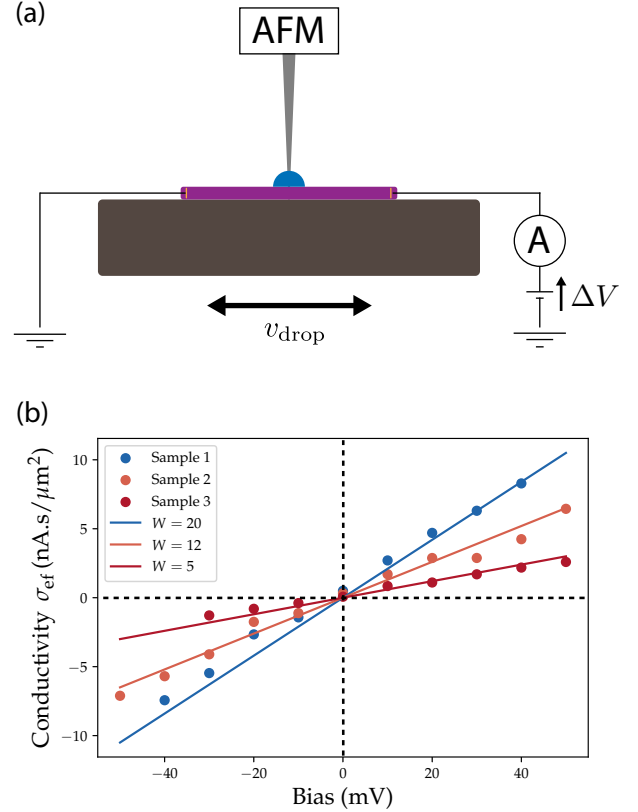 (a)
AFM
A
ΔV
v_drop
(b)
Conductivity σ_ef (nA.s/μm²)
10
5
0
−5
−10
Sample 1
Sample 2
Sample 3
W = 20
W = 12
W = 5
−40
−20
0
20
40
Bias (mV)